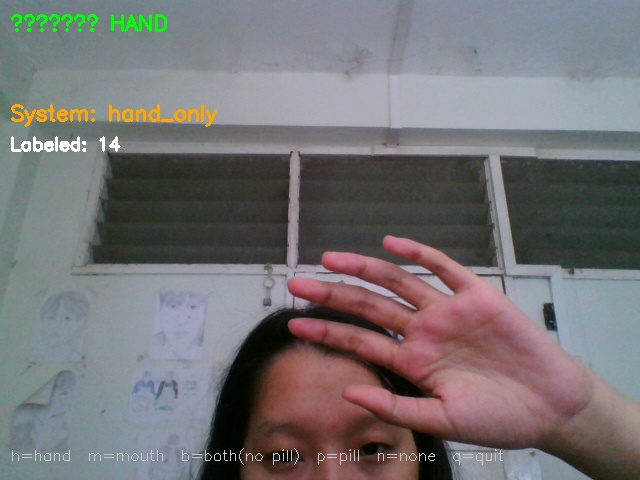 ??????? HAND
System: hand_only
Labeled: 14
h=hand m=mouth b=both(no pill) p=pill n=none q=quit